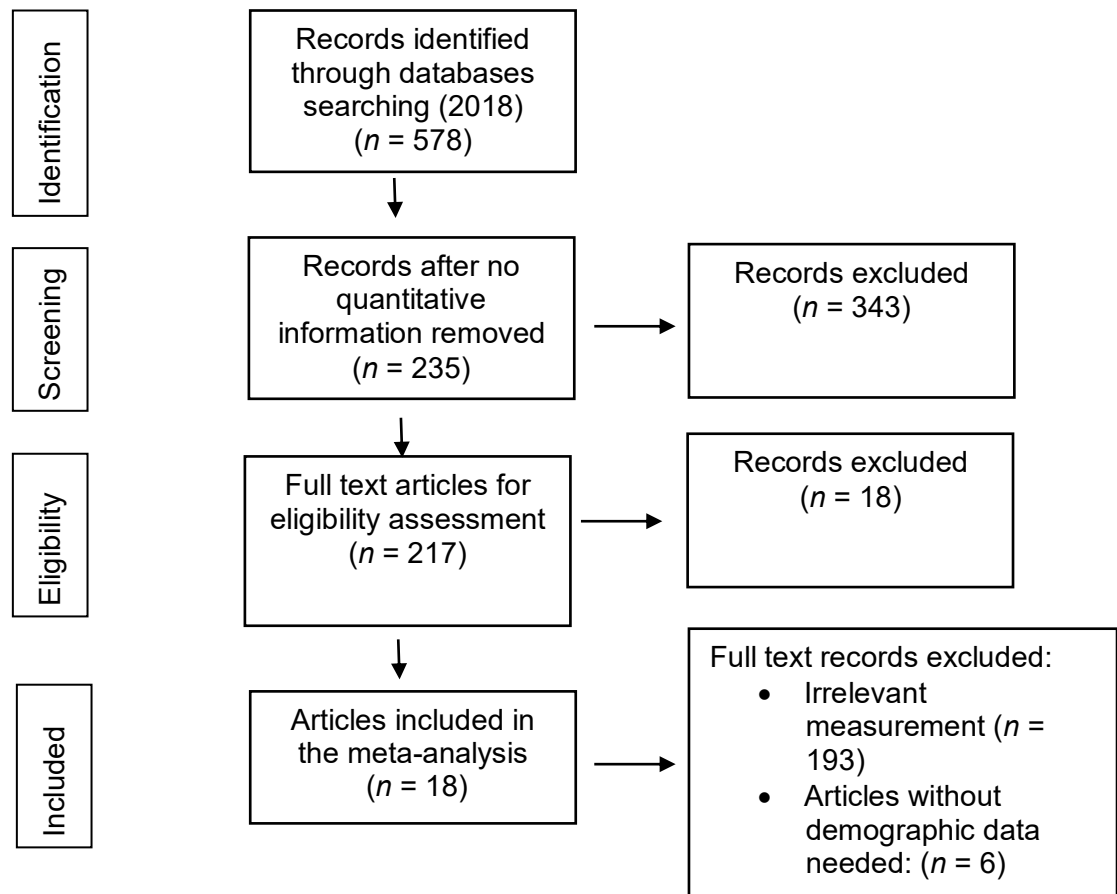 Identification
Records identified
through databases
searching (2018)
(n = 578)
Screening
Records after no
quantitative
information removed
(n = 235)
Records excluded
(n = 343)
Eligibility
Full text articles for
eligibility assessment
(n = 217)
Records excluded
(n = 18)
Included
Articles included in
the meta-analysis
(n = 18)
Full text records excluded:
• Irrelevant
measurement (n =
193)
• Articles without
demographic data
needed: (n = 6)